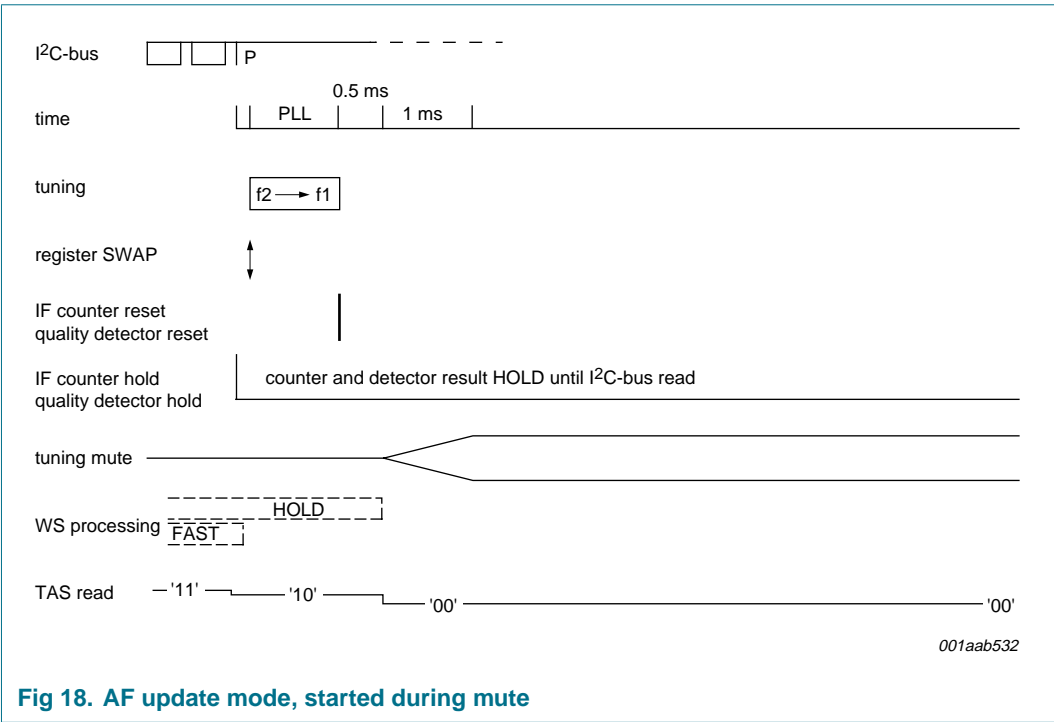 I2C-bus
P
0.5 ms
time
PLL
1 ms
tuning
f2 → f1
register SWAP
IF counter reset
quality detector reset
IF counter hold
quality detector hold
counter and detector result HOLD until I2C-bus read
tuning mute
WS processing
HOLD
FAST
TAS read
'11'
'10'
'00'
'00'
001aab532
Fig 18. AF update mode, started during mute